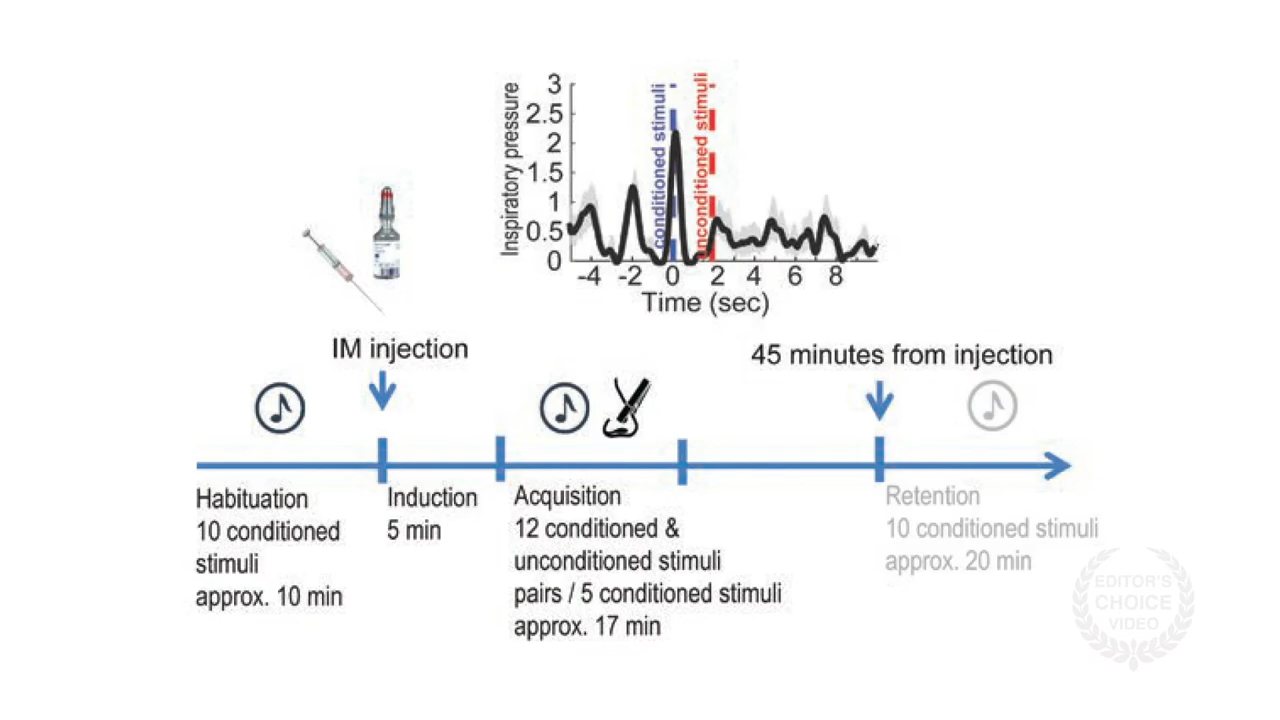 3
2.5
2
1.5
1
0.5
0
Inspiratory pressure
conditioned stimuli
unconditioned stimuli
-4 -2 0 2 4 6 8
Time (sec)
IM injection
45 minutes from injection
Habituation
10 conditioned
stimuli
approx. 10 min
Induction
5 min
Acquisition
12 conditioned &
unconditioned stimuli
pairs / 5 conditioned stimuli
approx. 17 min
Retention
10 conditioned stimuli
approx. 20 min
EDITOR'S
CHOICE
VIDEO